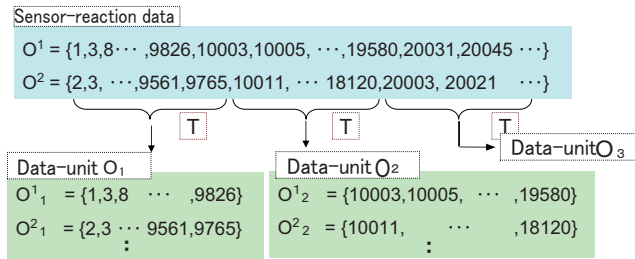 Sensor-reaction data
O¹ = {1,3,8··· ,9826,10003,10005, ···,19580,20031,20045 ···}
O² = {2,3, ···,9561,9765,10011, ··· 18120,20003, 20021 ···}
T T T
Data-unit O₁ Data-unit O₂ Data-unit O₃
O¹₁ = {1,3,8 ··· ,9826} O¹₂ = {10003,10005, ··· ,19580}
O²₁ = {2,3 ··· 9561,9765} O²₂ = {10011, ··· ,18120}
: :